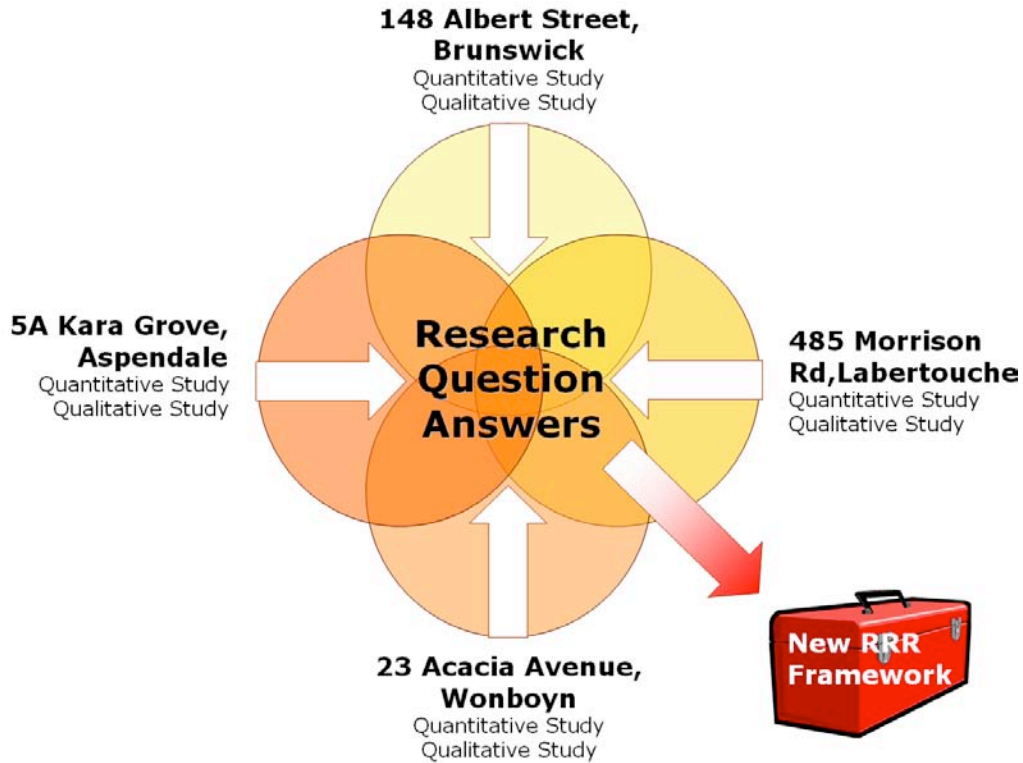 148 Albert Street,
Brunswick
Quantitative Study
Qualitative Study
5A Kara Grove,
Aspendale
Quantitative Study
Qualitative Study
Research
Question
Answers
485 Morrison
Rd,Labertouche
Quantitative Study
Qualitative Study
23 Acacia Avenue,
Wonboyn
Quantitative Study
Qualitative Study
New RRR
Framework